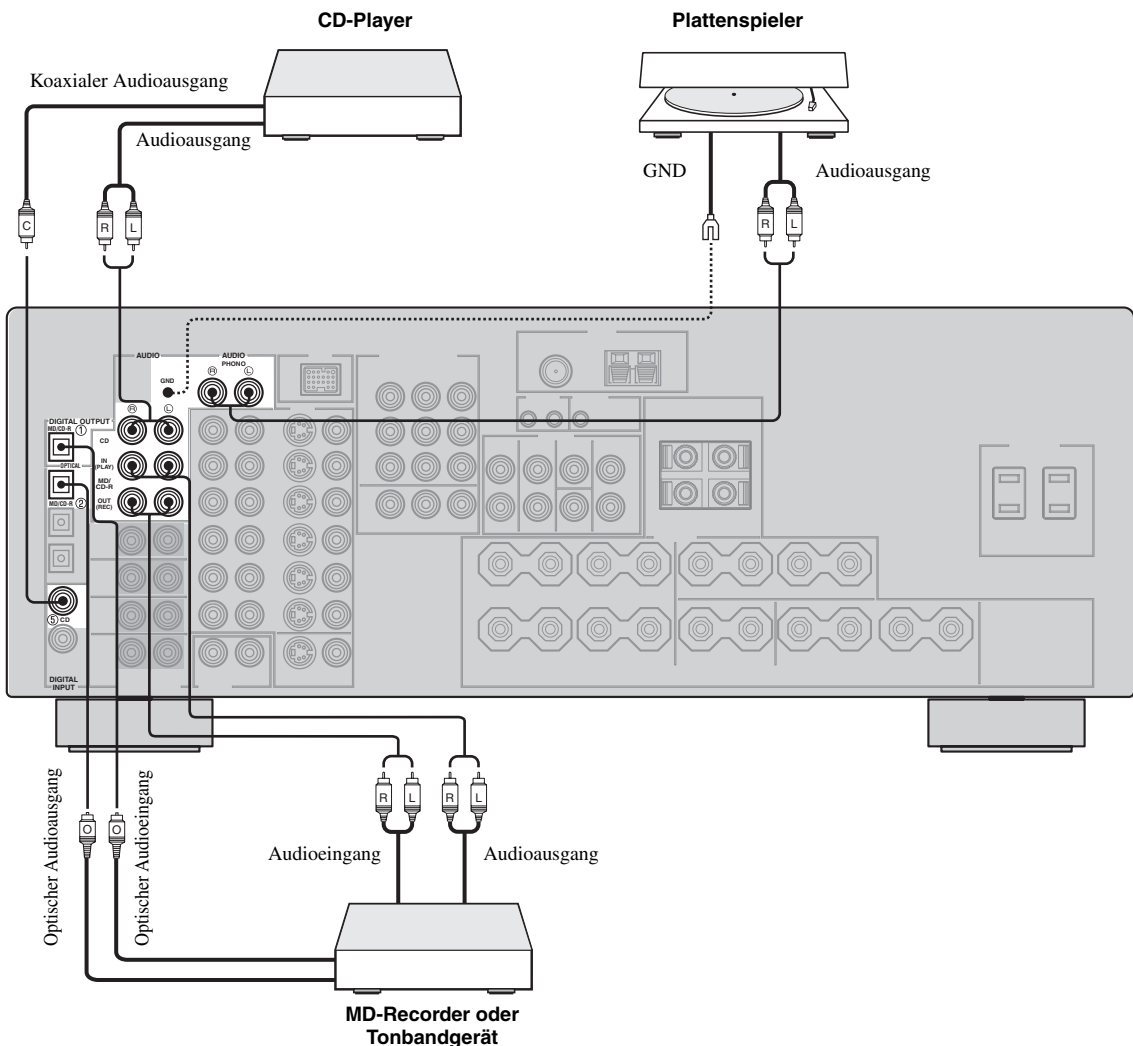 CD-Player
Plattenspieler
Koaxialer Audioausgang
Audioausgang
GND
Audioausgang
C
R L
R L
AUDIO
AUDIO
PHONO
GND
R L
R L
DIGITAL OUTPUT
MD/CD-R ①
CD
OPTICAL
IN
(PLAY)
MD/
CD-R
MD/CD-R ②
OUT
(REC)
⑤ CD
DIGITAL
INPUT
Optischer Audioausgang
O
O
Optischer Audioeingang
R L
R L
Audioeingang
Audioausgang
MD-Recorder oder
Tonbandgerät